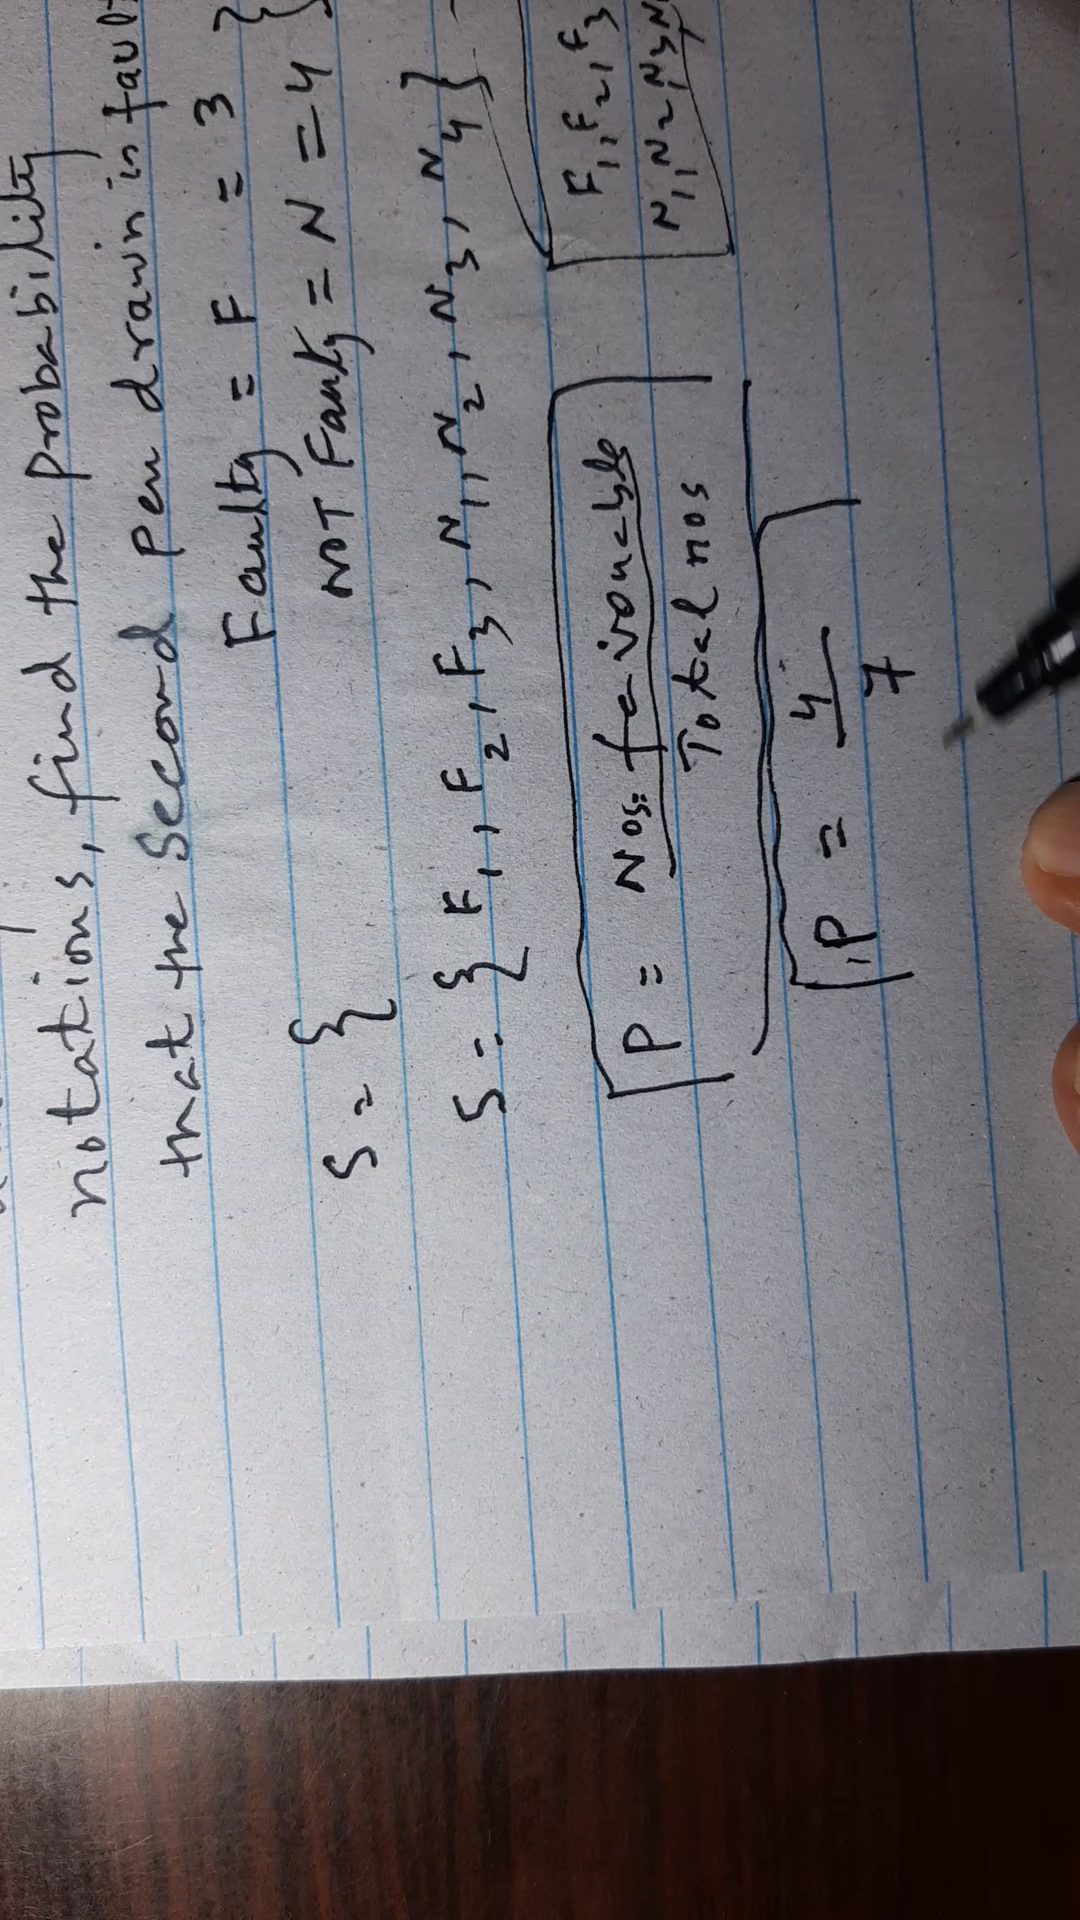 notations, find the probability
that the Second pen drawn is faul
Faulty = F = 3 }
NOT Faulty = N = 4 }
S = {
S = { F1, F2, F3, N1, N2, N3, N4 }
P = Nos. favourable
Total nos
F1, F2, F3
N1, N2, N3, N
P = 4
7